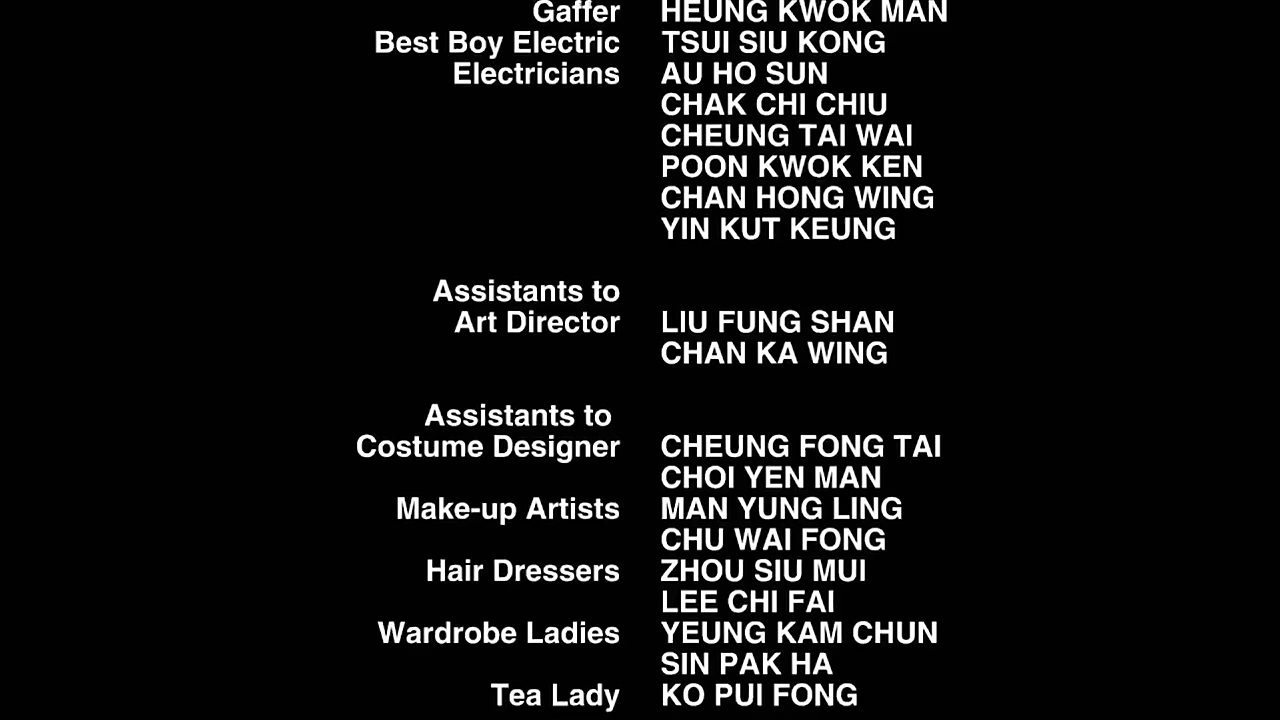 Gaffer HEUNG KWOK MAN
Best Boy Electric TSUI SIU KONG
Electricians AU HO SUN
CHAK CHI CHIU
CHEUNG TAI WAI
POON KWOK KEN
CHAN HONG WING
YIN KUT KEUNG
Assistants to
Art Director LIU FUNG SHAN
CHAN KA WING
Assistants to
Costume Designer CHEUNG FONG TAI
CHOI YEN MAN
Make-up Artists MAN YUNG LING
CHU WAI FONG
Hair Dressers ZHOU SIU MUI
LEE CHI FAI
Wardrobe Ladies YEUNG KAM CHUN
SIN PAK HA
Tea Lady KO PUI FONG